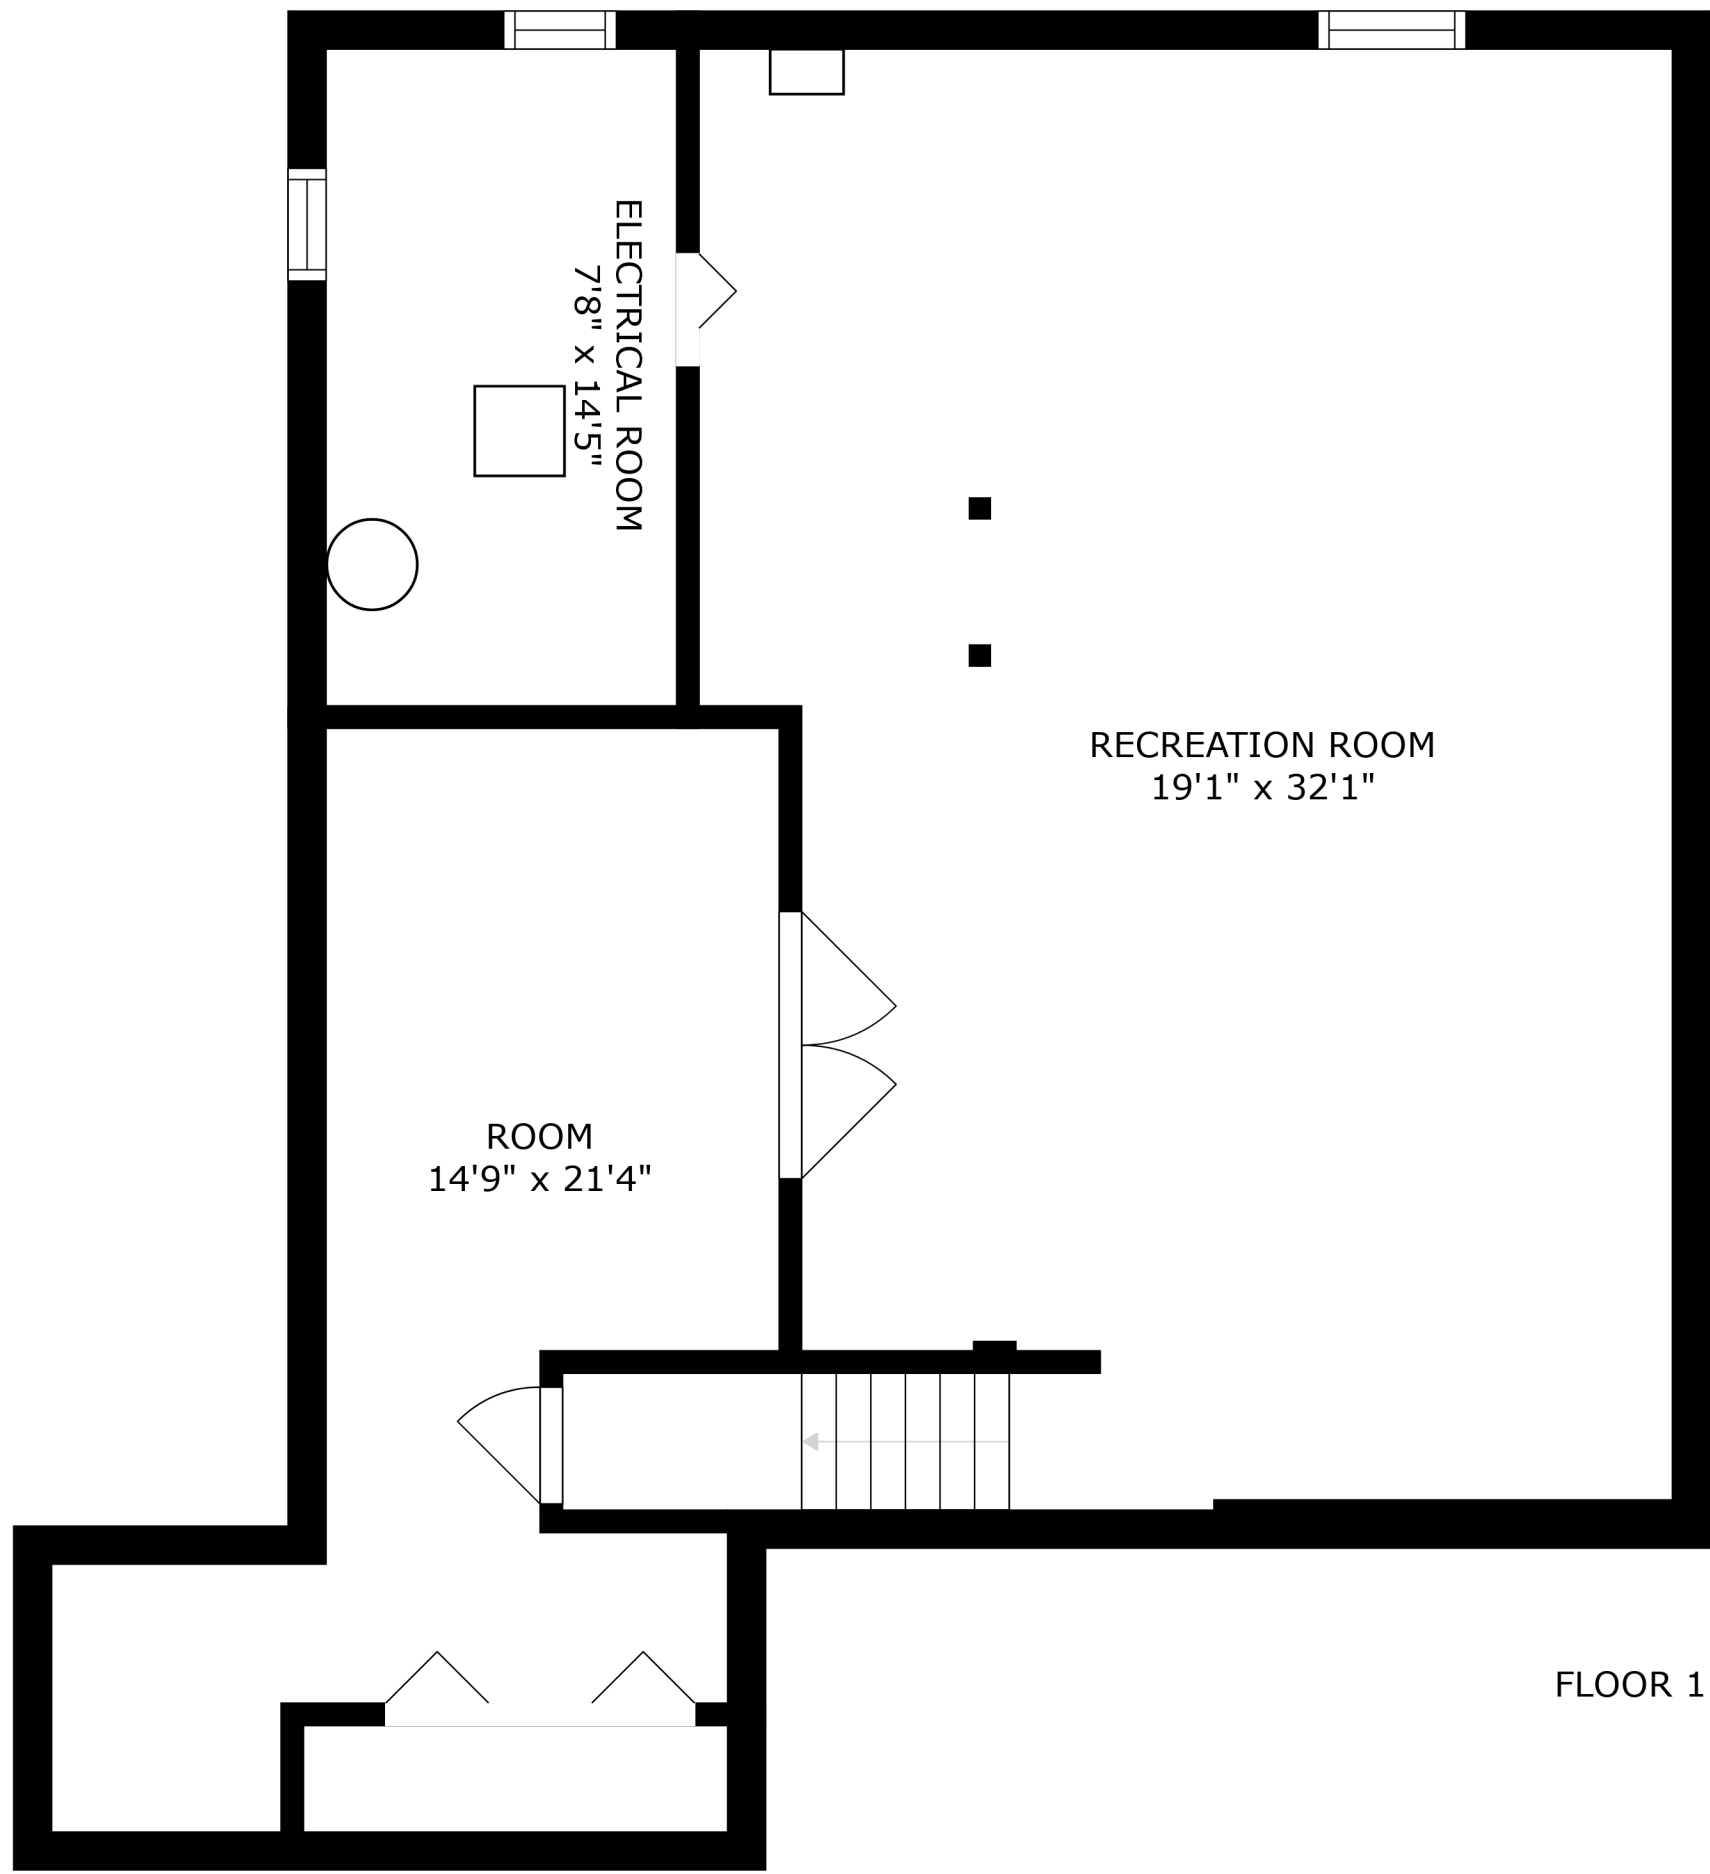 ELECTRICAL ROOM
7'8" x 14'5"
RECREATION ROOM
19'1" x 32'1"
ROOM
14'9" x 21'4"
FLOOR 1